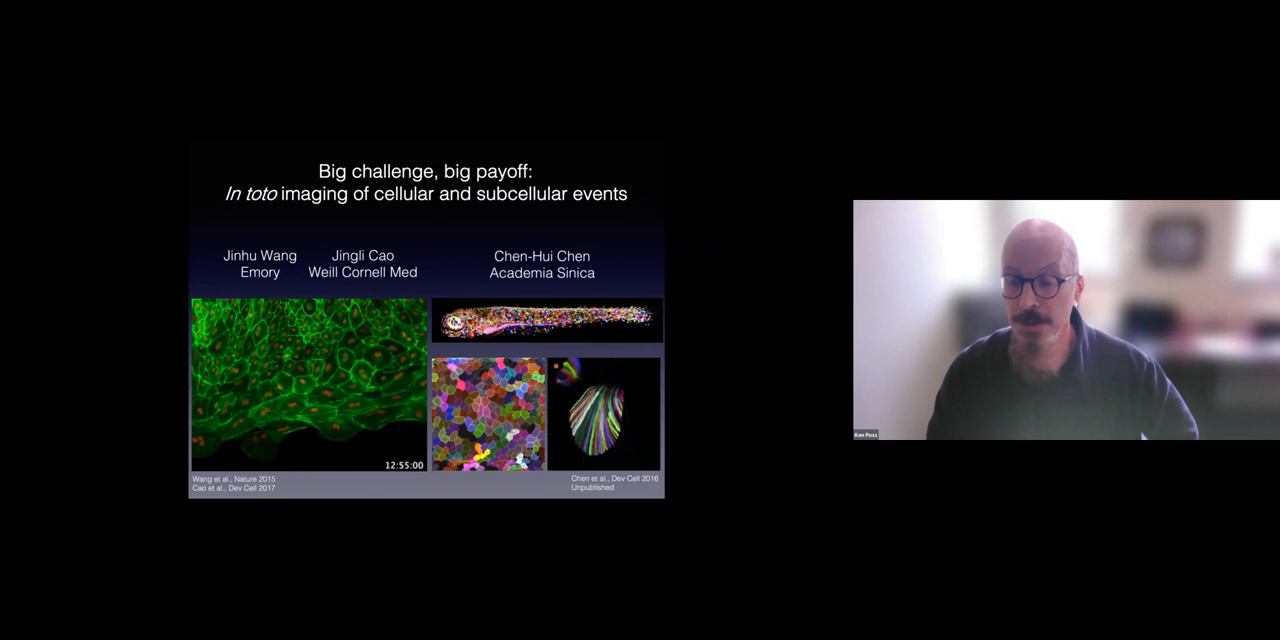 Big challenge, big payoff:
In toto imaging of cellular and subcellular events
Jinhu Wang
Emory
Jingli Cao
Weill Cornell Med
Chen-Hui Chen
Academia Sinica
12:55:00
Wang et al., Nature 2015
Cao et al., Dev Cell 2017
Chen et al., Dev Cell 2016
Unpublished
Ken Poss